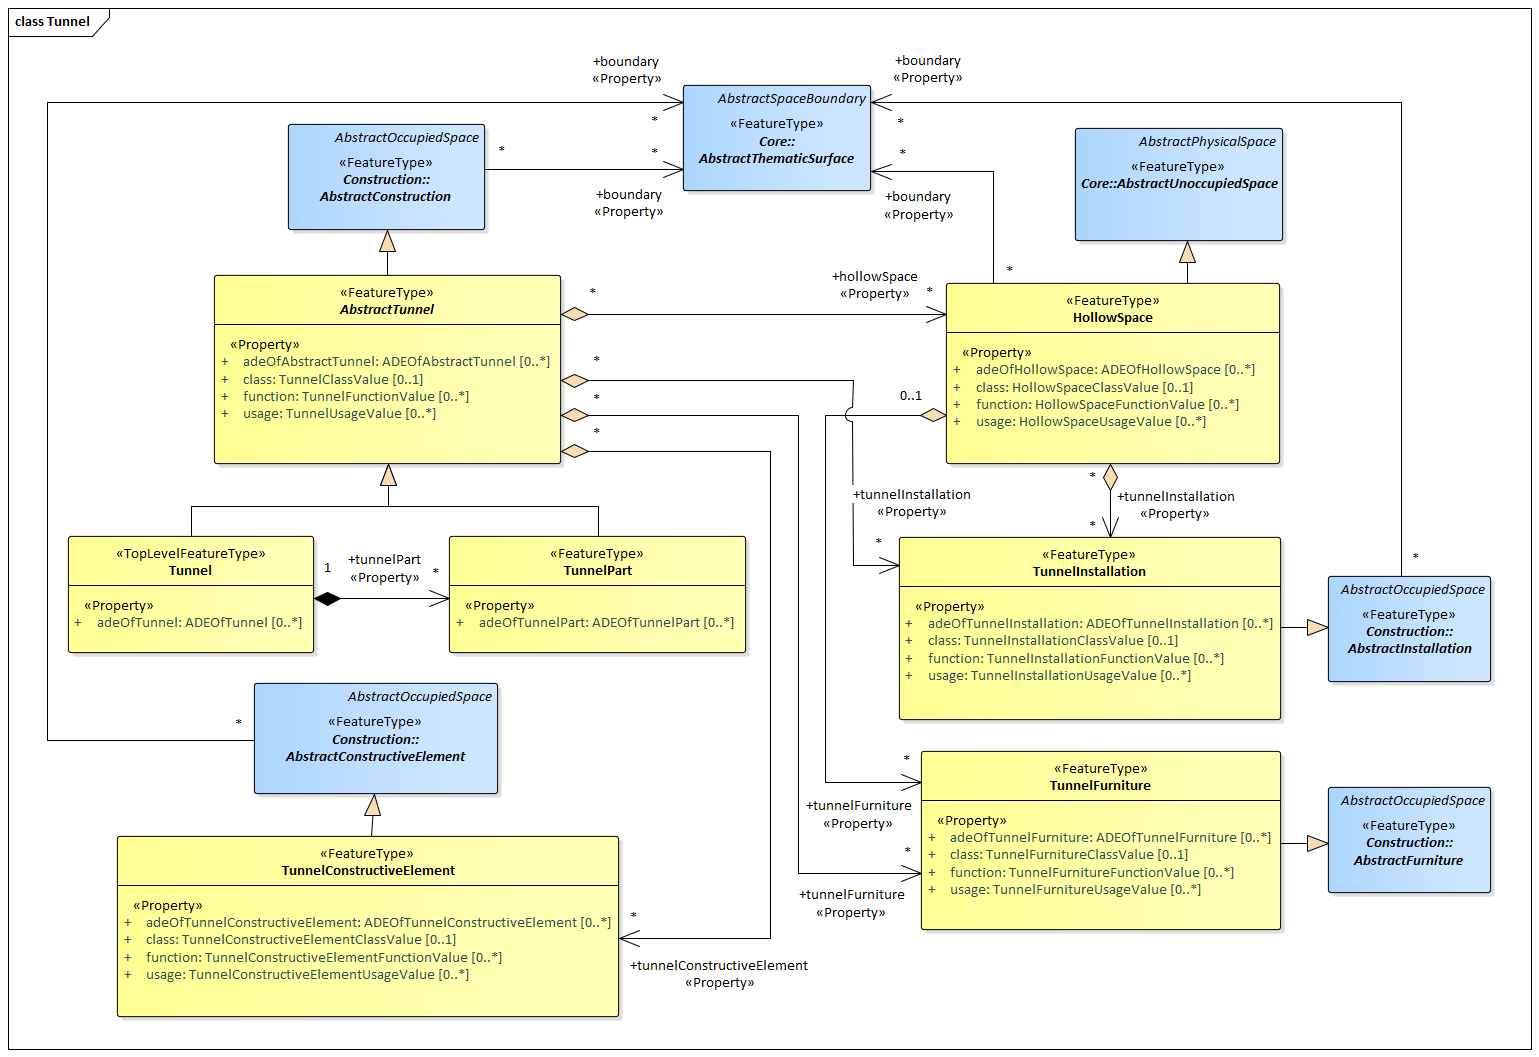 class Tunnel
+boundary
«Property»
*
+boundary
«Property»
*
AbstractSpaceBoundary
«FeatureType»
Core::
AbstractThematicSurface
AbstractOccupiedSpace
«FeatureType»
Construction::
AbstractConstruction
*
*
+boundary
«Property»
*
+boundary
«Property»
*
AbstractPhysicalSpace
«FeatureType»
Core::AbstractUnoccupiedSpace
«FeatureType»
AbstractTunnel
«Property»
+ adeOfAbstractTunnel: ADEOfAbstractTunnel [0..*]
+ class: TunnelClassValue [0..1]
+ function: TunnelFunctionValue [0..*]
+ usage: TunnelUsageValue [0..*]
*
+hollowSpace
«Property»
*
*
*
*
«FeatureType»
HollowSpace
«Property»
+ adeOfHollowSpace: ADEOfHollowSpace [0..*]
+ class: HollowSpaceClassValue [0..1]
+ function: HollowSpaceFunctionValue [0..*]
+ usage: HollowSpaceUsageValue [0..*]
0..1
*
+tunnelInstallation
«Property»
*
+tunnelInstallation
«Property»
*
«TopLevelFeatureType»
Tunnel
«Property»
+ adeOfTunnel: ADEOfTunnel [0..*]
1
+tunnelPart
«Property»
*
«FeatureType»
TunnelPart
«Property»
+ adeOfTunnelPart: ADEOfTunnelPart [0..*]
«FeatureType»
TunnelInstallation
«Property»
+ adeOfTunnelInstallation: ADEOfTunnelInstallation [0..*]
+ class: TunnelInstallationClassValue [0..1]
+ function: TunnelInstallationFunctionValue [0..*]
+ usage: TunnelInstallationUsageValue [0..*]
*
AbstractOccupiedSpace
«FeatureType»
Construction::
AbstractInstallation
AbstractOccupiedSpace
«FeatureType»
Construction::
AbstractConstructiveElement
*
*
+tunnelFurniture
«Property»
*
+tunnelFurniture
«Property»
«FeatureType»
TunnelFurniture
«Property»
+ adeOfTunnelFurniture: ADEOfTunnelFurniture [0..*]
+ class: TunnelFurnitureClassValue [0..1]
+ function: TunnelFurnitureFunctionValue [0..*]
+ usage: TunnelFurnitureUsageValue [0..*]
AbstractOccupiedSpace
«FeatureType»
Construction::
AbstractFurniture
«FeatureType»
TunnelConstructiveElement
«Property»
+ adeOfTunnelConstructiveElement: ADEOfTunnelConstructiveElement [0..*]
+ class: TunnelConstructiveElementClassValue [0..1]
+ function: TunnelConstructiveElementFunctionValue [0..*]
+ usage: TunnelConstructiveElementUsageValue [0..*]
*
+tunnelConstructiveElement
«Property»